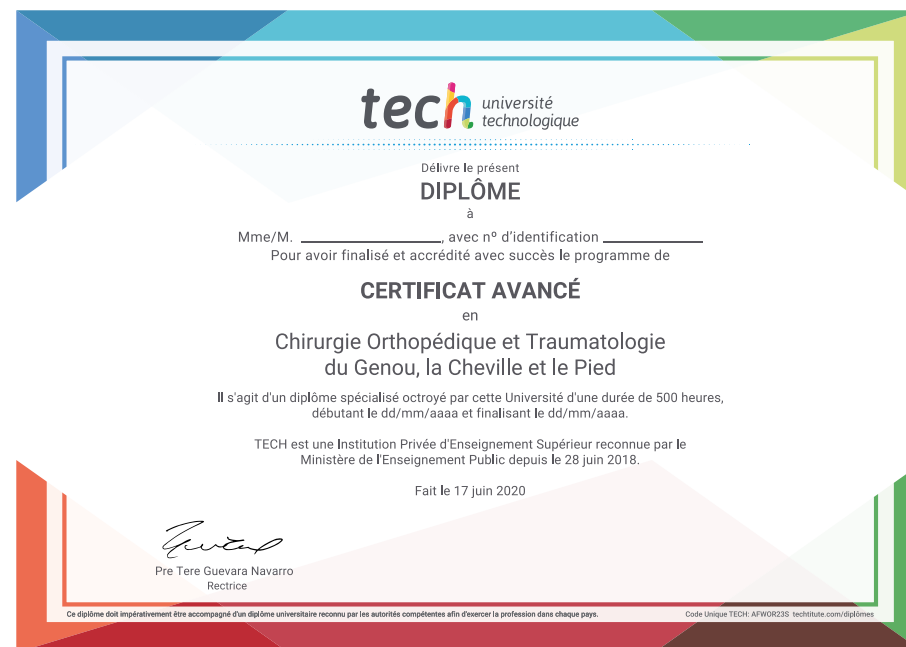 tech université
technologique
Délivre le présent
DIPLÔME
à
Mme/M. ____________________, avec nº d'identification ______________
Pour avoir finalisé et accrédité avec succès le programme de
CERTIFICAT AVANCÉ
en
Chirurgie Orthopédique et Traumatologie
du Genou, la Cheville et le Pied
Il s'agit d'un diplôme spécialisé octroyé par cette Université d'une durée de 500 heures,
débutant le dd/mm/aaaa et finalisant le dd/mm/aaaa.
TECH est une Institution Privée d'Enseignement Supérieur reconnue par le
Ministère de l'Enseignement Public depuis le 28 juin 2018.
Fait le 17 juin 2020
Pre Tere Guevara Navarro
Rectrice
Ce diplôme doit impérativement être accompagné d'un diplôme universitaire reconnu par les autorités compétentes afin d'exercer la profession dans chaque pays.
Code Unique TECH: AFWOR23S techtitute.com/diplômes